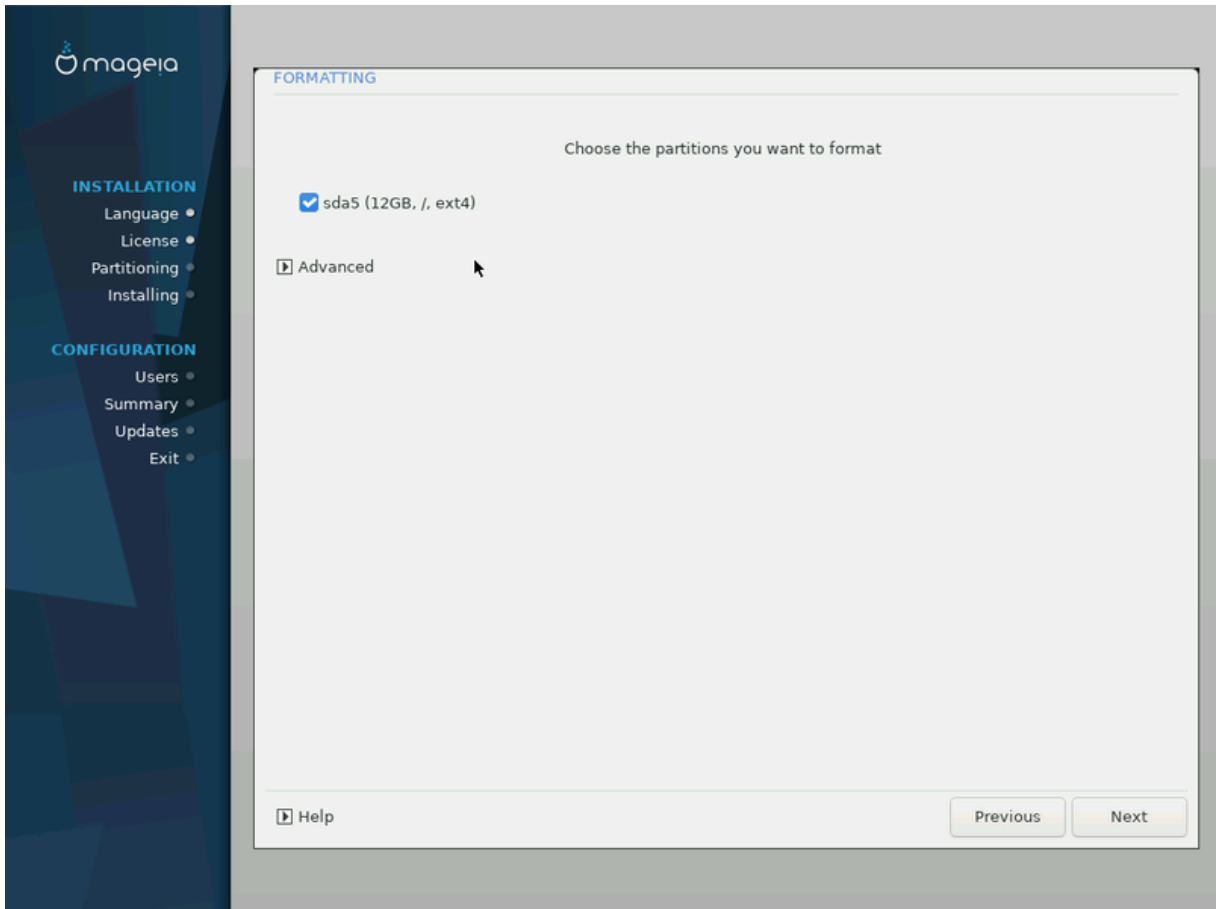 mageia
INSTALLATION
Language
License
Partitioning
Installing
CONFIGURATION
Users
Summary
Updates
Exit
FORMATTING
Choose the partitions you want to format
sda5 (12GB, /, ext4)
Advanced
Help
Previous
Next